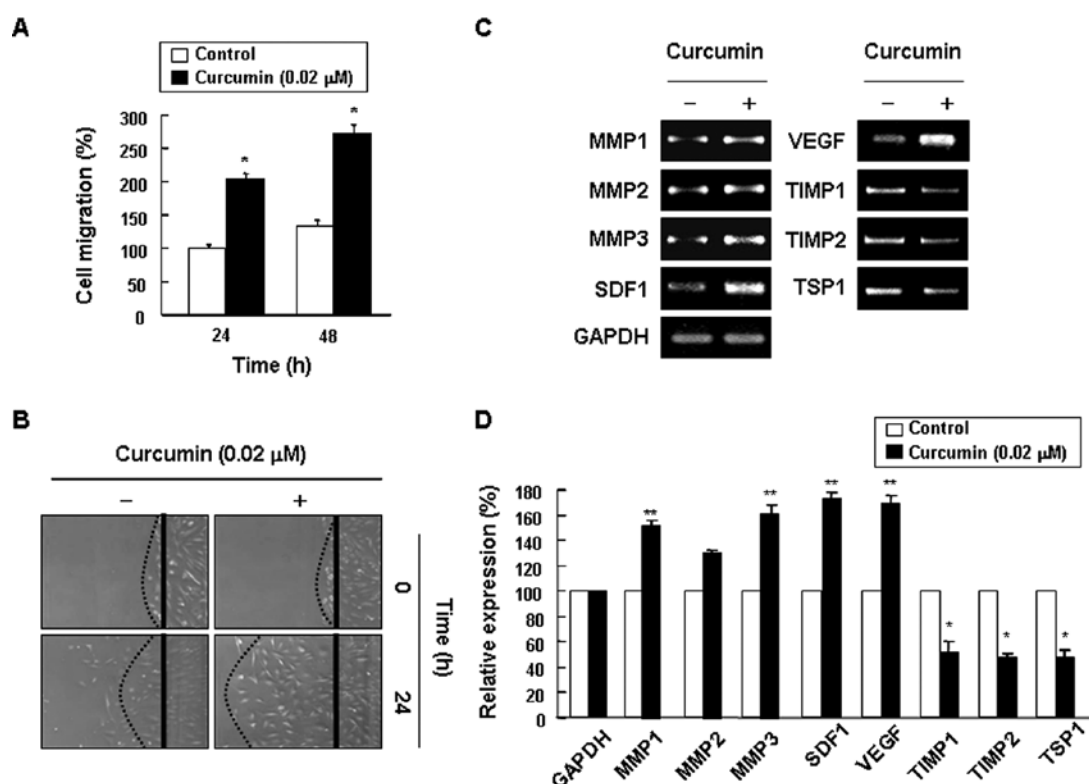 A
Control
Curcumin (0.02 μM)
Cell migration (%)
300
250
200
150
100
50
0
* *
24 48
Time (h)
B
Curcumin (0.02 μM)
– +
0
24
Time (h)
C
Curcumin
– +
MMP1
MMP2
MMP3
SDF1
GAPDH
Curcumin
– +
VEGF
TIMP1
TIMP2
TSP1
D
Control
Curcumin (0.02 μM)
Relative expression (%)
180
160
140
120
100
80
60
40
20
0
** ** ** ** * * *
GAPDH MMP1 MMP2 MMP3 SDF1 VEGF TIMP1 TIMP2 TSP1